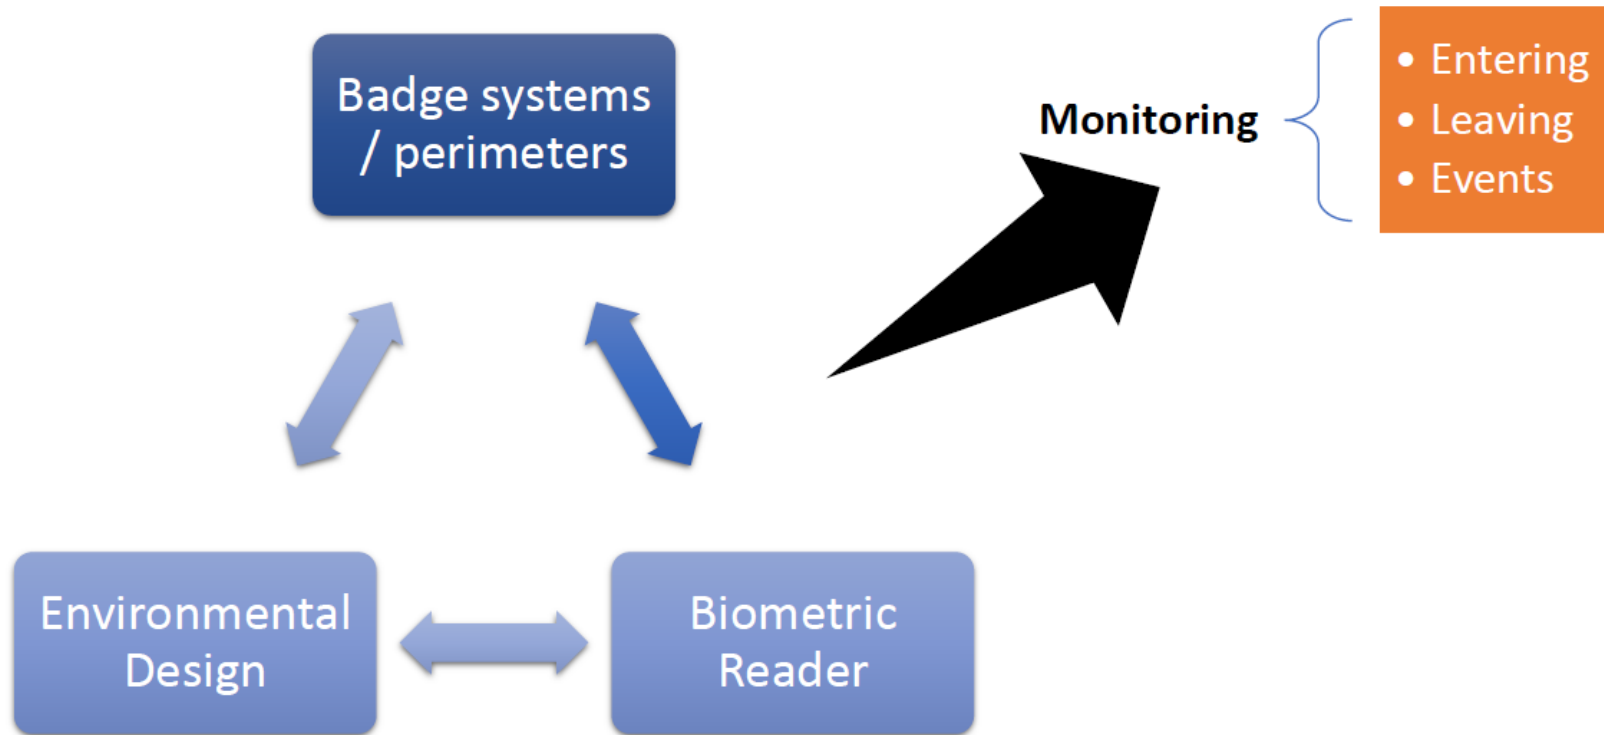 Badge systems
/ perimeters
Monitoring
• Entering
• Leaving
• Events
Environmental
Design
Biometric
Reader